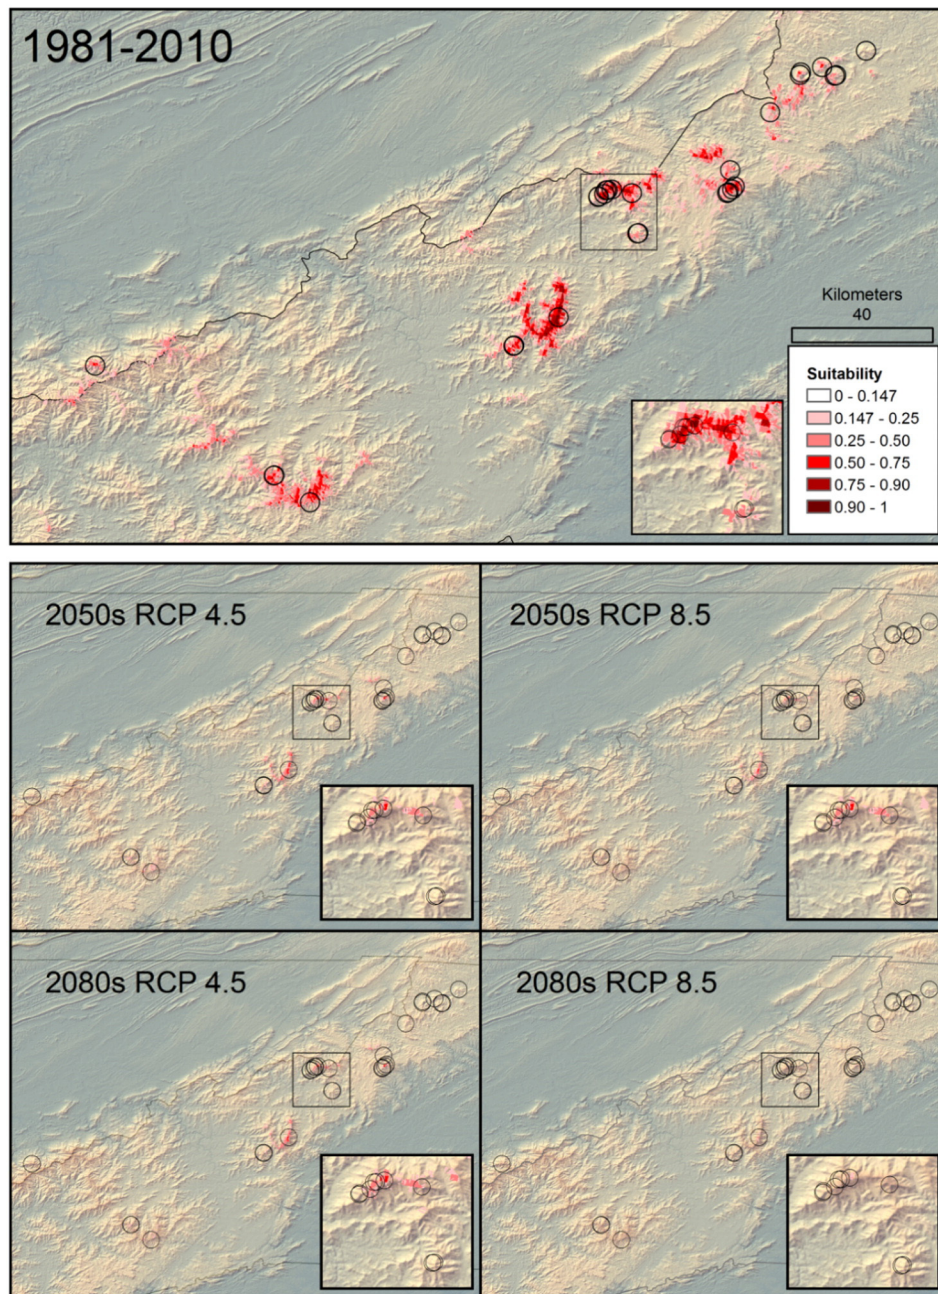 1981-2010
Kilometers
40
Suitability
0 - 0.147
0.147 - 0.25
0.25 - 0.50
0.50 - 0.75
0.75 - 0.90
0.90 - 1
2050s RCP 4.5
2050s RCP 8.5
2080s RCP 4.5
2080s RCP 8.5